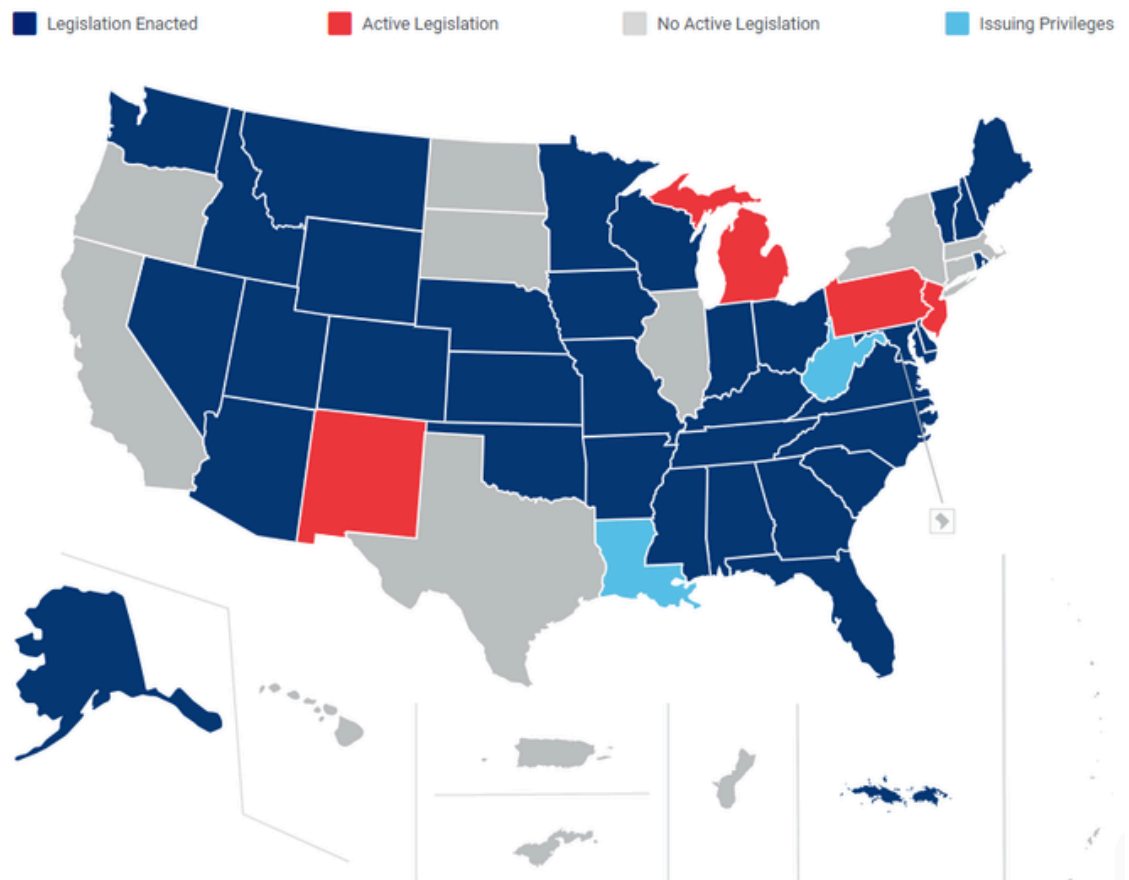 Legislation Enacted
Active Legislation
No Active Legislation
Issuing Privileges